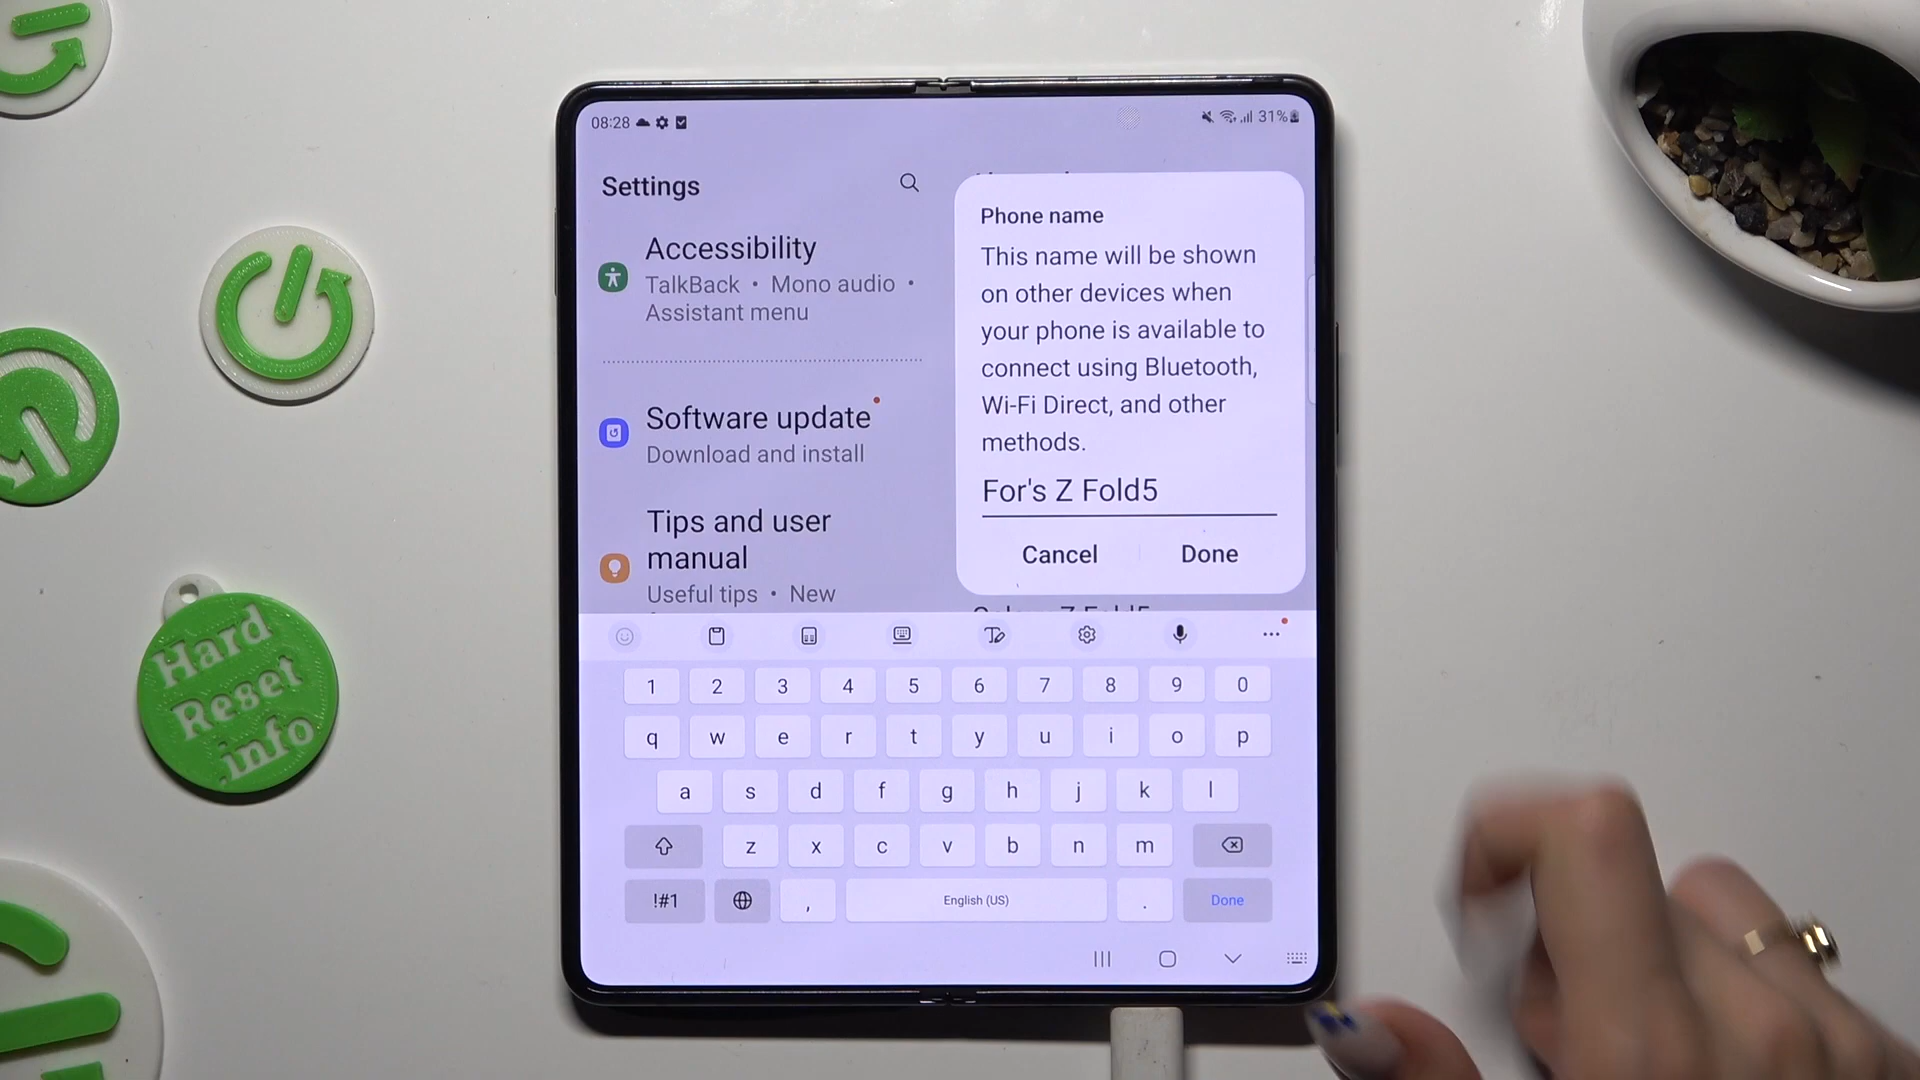 08:28
31%
Settings
Accessibility
TalkBack • Mono audio •
Assistant menu
Software update
Download and install
Tips and user
manual
Useful tips • New
Phone name
This name will be shown
on other devices when
your phone is available to
connect using Bluetooth,
Wi-Fi Direct, and other
methods.
For's Z Fold5
Cancel Done
1 2 3 4 5 6 7 8 9 0
q w e r t y u i o p
a s d f g h j k l
z x c v b n m
!#1 , English (US) . Done
Hard
Reset
.info